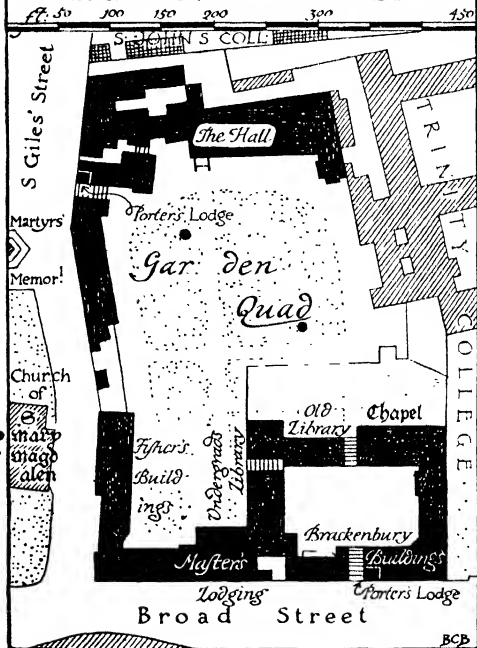 ft: 50 100 150 200 300 450
S. JOHN'S COLL:
S Giles' Street
The Hall
TRINITY
COLLEGE
Porter's Lodge
Martyrs'
Memor!
Garden
Quad
Church
of
S
mary
magd
alen
Old
Library
Chapel
Fisher's
Build
ings
Undergrads
Library
Brackenbury
Buildings
Master's
Lodging
Porter's Lodge
Broad Street
BCB